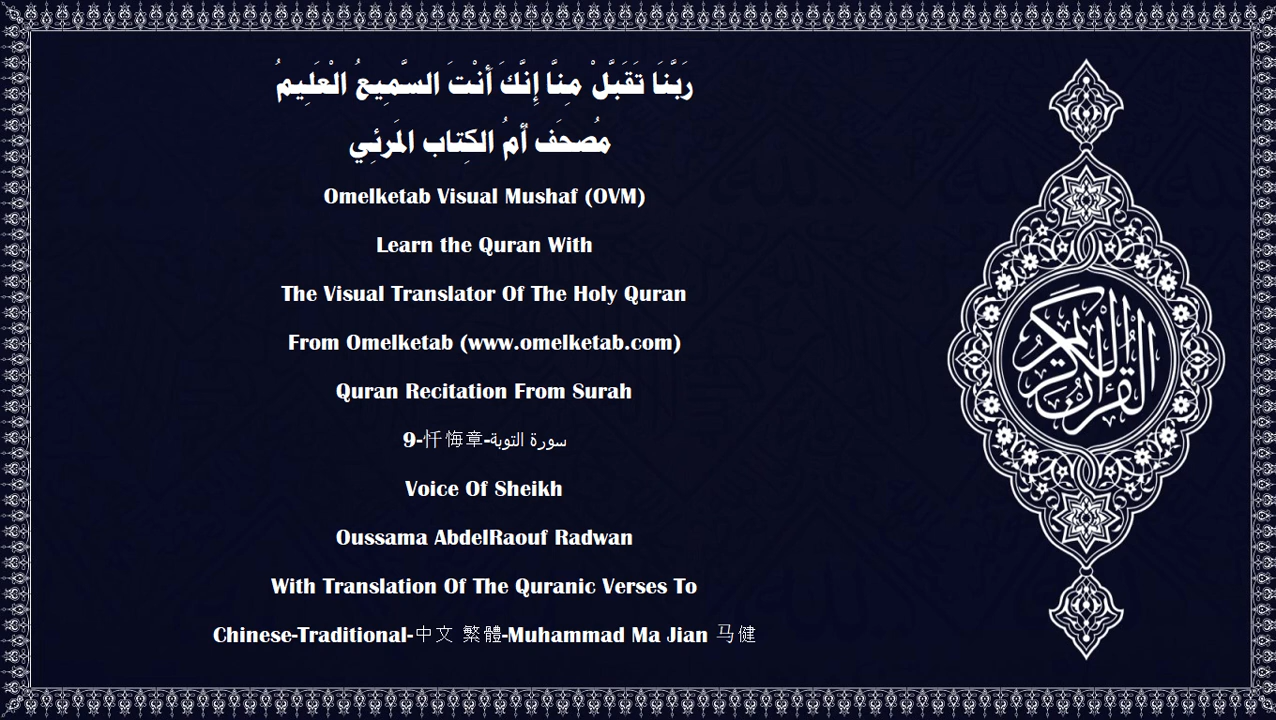 رَبَّنَا تَقَبَّلْ مِنَّا إِنَّكَ أَنْتَ السَّمِيعُ الْعَلِيمُ
مُصحَف أمُ الكِتاب المَرئِي
Omelketab Visual Mushaf (OVM)
Learn the Quran With
The Visual Translator Of The Holy Quran
From Omelketab (www.omelketab.com)
Quran Recitation From Surah
9-忏悔章-سورة التوبة
Voice Of Sheikh
Oussama AbdelRaouf Radwan
With Translation Of The Quranic Verses To
Chinese-Traditional-中文 繁體-Muhammad Ma Jian 马健
القرآن الكريم